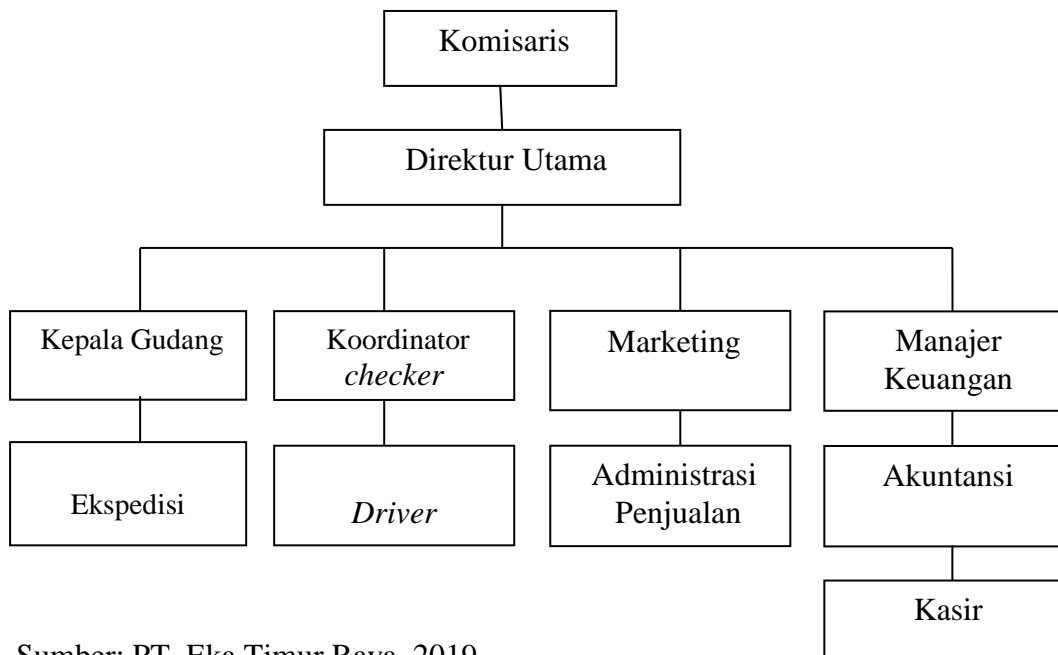 Komisaris
Direktur Utama
Kepala Gudang
Koordinator
checker
Marketing
Manajer
Keuangan
Ekspedisi
Driver
Administrasi
Penjualan
Akuntansi
Kasir
Sumber: PT. Eka Timur Raya, 2019